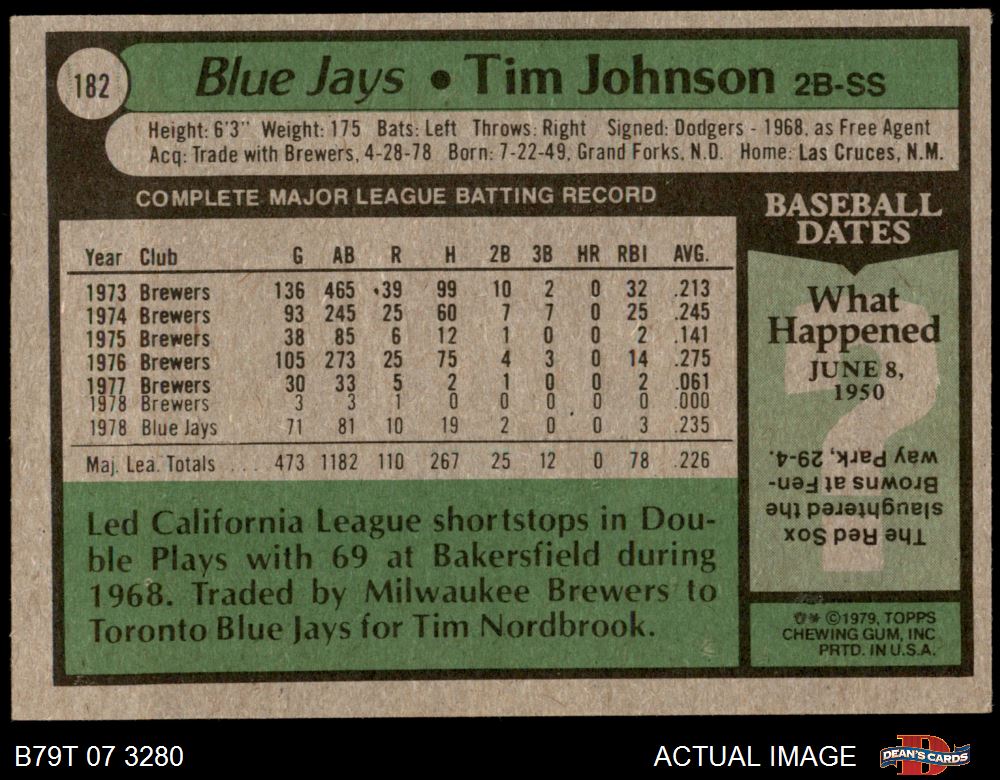 182
Blue Jays • Tim Johnson 2B-SS
Height: 6'3" Weight: 175 Bats: Left Throws: Right Signed: Dodgers - 1968, as Free Agent
Acq: Trade with Brewers, 4-28-78 Born: 7-22-49, Grand Forks, N.D. Home: Las Cruces, N.M.
COMPLETE MAJOR LEAGUE BATTING RECORD
Year Club G AB R H 2B 3B HR RBI AVG.
1973 Brewers 136 465 39 99 10 2 0 32 .213
1974 Brewers 93 245 25 60 7 7 0 25 .245
1975 Brewers 38 85 6 12 1 0 0 2 .141
1976 Brewers 105 273 25 75 4 3 0 14 .275
1977 Brewers 30 33 5 2 1 0 0 2 .061
1978 Brewers 3 3 1 0 0 0 0 0 .000
1978 Blue Jays 71 81 10 19 2 0 0 3 .235
Maj. Lea. Totals ... 473 1182 110 267 25 12 0 78 .226
Led California League shortstops in Dou-
ble Plays with 69 at Bakersfield during
1968. Traded by Milwaukee Brewers to
Toronto Blue Jays for Tim Nordbrook.
BASEBALL
DATES
What
Happened
JUNE 8,
1950
The Red Sox
slaughtered the
Browns at Fen-
way Park, 29-4.
©1979, TOPPS
CHEWING GUM, INC
PRTD. IN U.S.A.
B79T 07 3280
ACTUAL IMAGE
DEAN'S CARDS